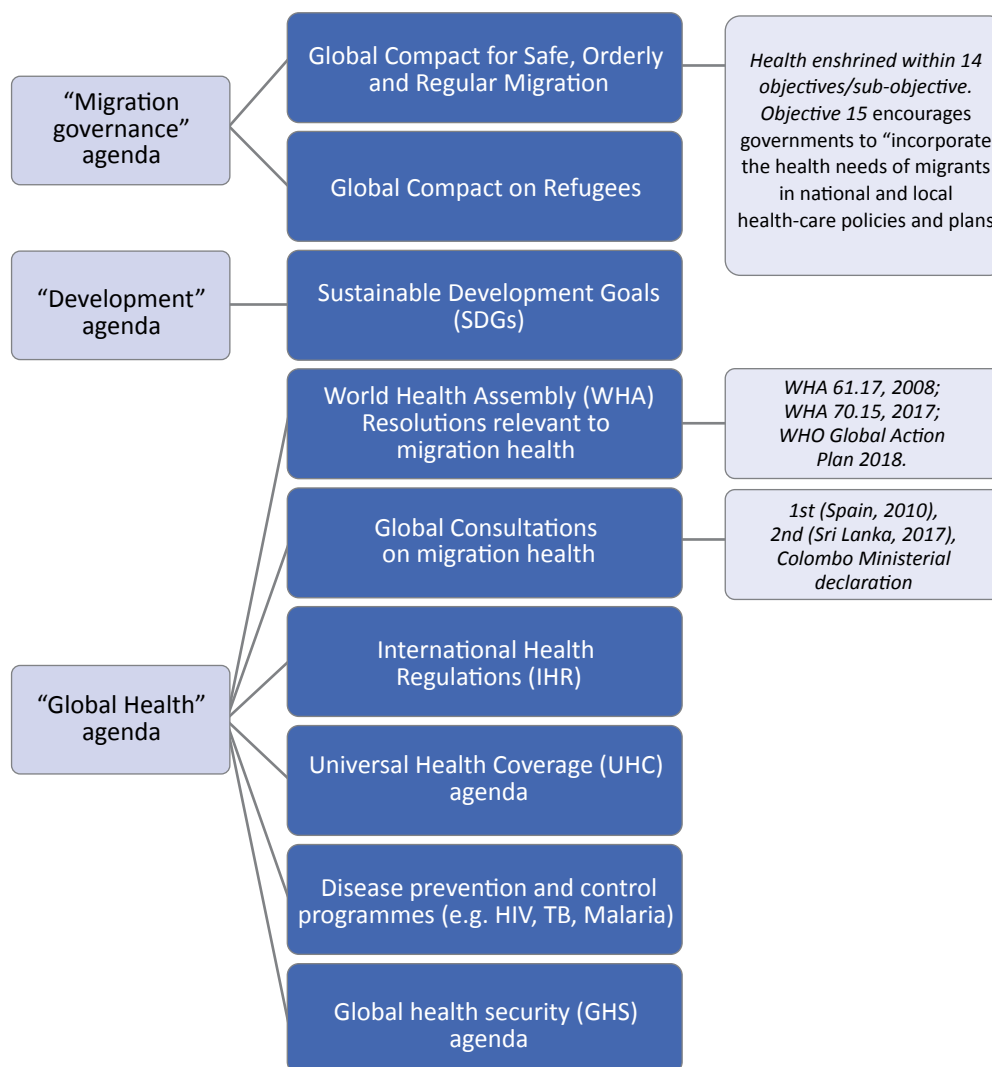 “Migration
governance”
agenda
Global Compact for Safe, Orderly
and Regular Migration
Health enshrined within 14
objectives/sub-objective.
Objective 15 encourages
governments to “incorporate
the health needs of migrants
in national and local
health-care policies and plans
Global Compact on Refugees
“Development”
agenda
Sustainable Development Goals
(SDGs)
“Global Health”
agenda
World Health Assembly (WHA)
Resolutions relevant to
migration health
WHA 61.17, 2008;
WHA 70.15, 2017;
WHO Global Action
Plan 2018.
Global Consultations
on migration health
1st (Spain, 2010),
2nd (Sri Lanka, 2017),
Colombo Ministerial
declaration
International Health
Regulations (IHR)
Universal Health Coverage (UHC)
agenda
Disease prevention and control
programmes (e.g. HIV, TB, Malaria)
Global health security (GHS)
agenda